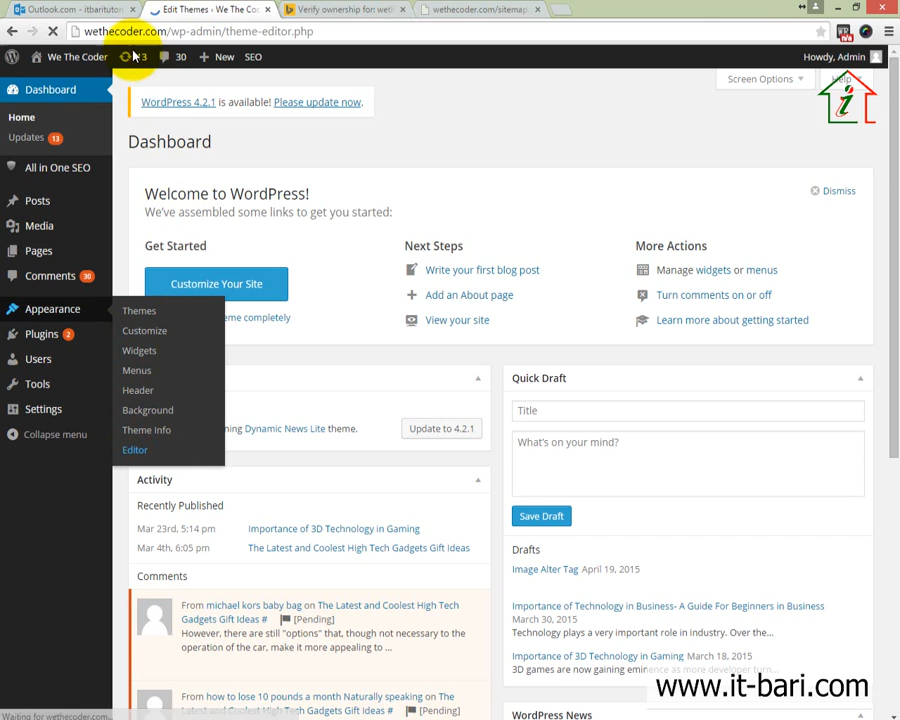 Outlook.com - itbaritutori
Edit Themes ‹ We The Coc
Verify ownership for: weth
wethecoder.com/sitemap.
wethecoder.com/wp-admin/theme-editor.php
We The Coder
13
30
New
SEO
Howdy, Admin
Screen Options
Help
Dashboard
Home
Updates 13
All in One SEO
Posts
Media
Pages
Comments 30
Appearance
Plugins 2
Users
Tools
Settings
Collapse menu
Themes
Customize
Widgets
Menus
Header
Background
Theme Info
Editor
WordPress 4.2.1 is available! Please update now.
Dashboard
Welcome to WordPress!
We've assembled some links to get you started:
Dismiss
Get Started
Customize Your Site
eme completely
Next Steps
Write your first blog post
Add an About page
View your site
More Actions
Manage widgets or menus
Turn comments on or off
Learn more about getting started
ing Dynamic News Lite theme.
Update to 4.2.1
Activity
Recently Published
Mar 23rd, 5:14 pm Importance of 3D Technology in Gaming
Mar 4th, 6:05 pm The Latest and Coolest High Tech Gadgets Gift Ideas
Comments
From michael kors baby bag on The Latest and Coolest High Tech
Gadgets Gift Ideas # [Pending]
However, there are still "options" that, though not necessary to the
operation of the car, make it more appealing to ...
From how to lose 10 pounds a month Naturally speaking on The
Latest and Coolest High Tech Gadgets Gift Ideas # [Pending]
Quick Draft
Title
What's on your mind?
Save Draft
Drafts
Image Alter Tag April 19, 2015
Importance of Technology in Business- A Guide For Beginners in Business
March 30, 2015
Technology plays a very important role in industry. Over the...
Importance of 3D Technology in Gaming March 18, 2015
3D games are now gaining eminence as more developer turn...
WordPress News
www.it-bari.com
Waiting for wethecoder.com...